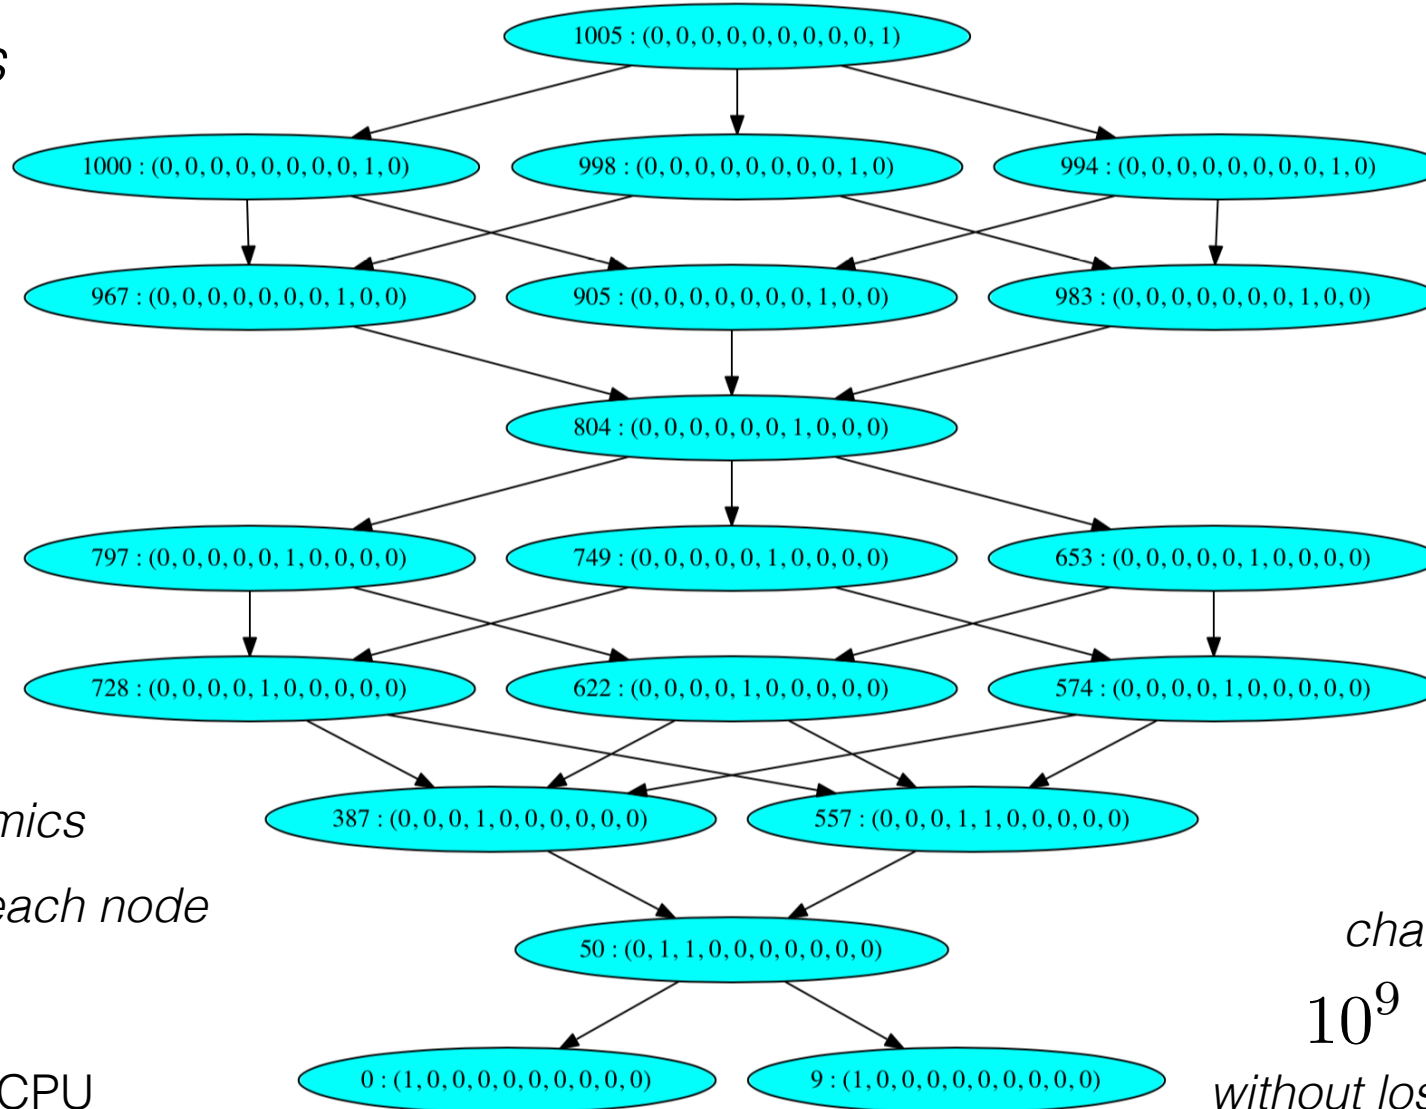 1005 : (0, 0, 0, 0, 0, 0, 0, 0, 0, 1)
s
1000 : (0, 0, 0, 0, 0, 0, 0, 0, 1, 0)
998 : (0, 0, 0, 0, 0, 0, 0, 0, 1, 0)
994 : (0, 0, 0, 0, 0, 0, 0, 0, 1, 0)
967 : (0, 0, 0, 0, 0, 0, 0, 1, 0, 0)
905 : (0, 0, 0, 0, 0, 0, 0, 1, 0, 0)
983 : (0, 0, 0, 0, 0, 0, 0, 1, 0, 0)
804 : (0, 0, 0, 0, 0, 0, 1, 0, 0, 0)
797 : (0, 0, 0, 0, 0, 1, 0, 0, 0, 0)
749 : (0, 0, 0, 0, 0, 1, 0, 0, 0, 0)
653 : (0, 0, 0, 0, 0, 1, 0, 0, 0, 0)
728 : (0, 0, 0, 0, 1, 0, 0, 0, 0, 0)
622 : (0, 0, 0, 0, 1, 0, 0, 0, 0, 0)
574 : (0, 0, 0, 0, 1, 0, 0, 0, 0, 0)
387 : (0, 0, 0, 1, 0, 0, 0, 0, 0, 0)
557 : (0, 0, 0, 1, 1, 0, 0, 0, 0, 0)
mics
each node
50 : (0, 1, 1, 0, 0, 0, 0, 0, 0, 0)
cha
10⁹
0 : (1, 0, 0, 0, 0, 0, 0, 0, 0, 0)
9 : (1, 0, 0, 0, 0, 0, 0, 0, 0, 0)
CPU
without los